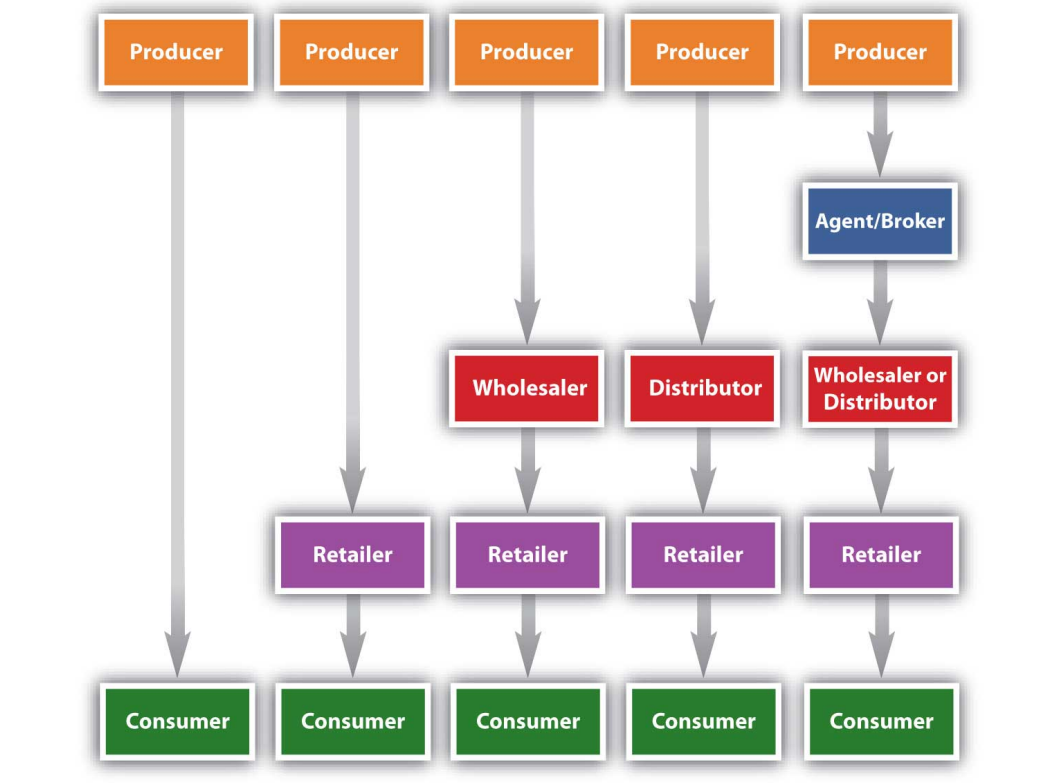 Producer
Producer
Producer
Producer
Producer
Agent/Broker
Wholesaler
Distributor
Wholesaler or
Distributor
Retailer
Retailer
Retailer
Retailer
Consumer
Consumer
Consumer
Consumer
Consumer